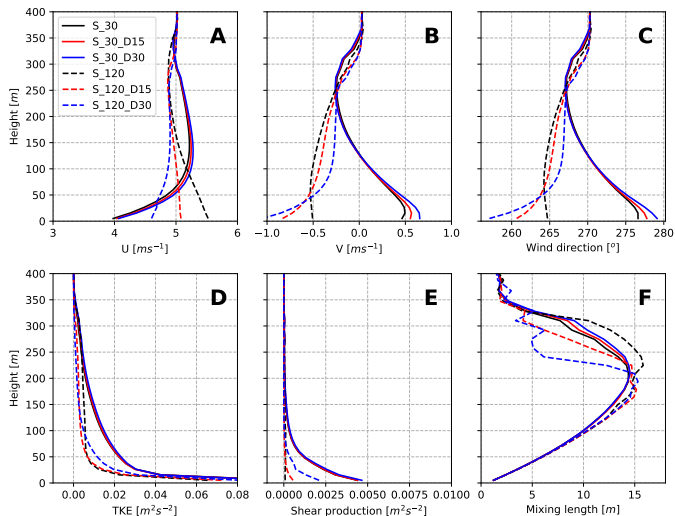 400
350
300
250
200
150
100
50
0
Height [m]
S_30
S_30_D15
S_30_D30
S_120
S_120_D15
S_120_D30
A
3 4 5 6
U [ms⁻¹]
B
−1.0 −0.5 0.0 0.5 1.0
V [ms⁻¹]
C
260 270 280 290
Wind direction [°]
400
350
300
250
200
150
100
50
0
Height [m]
D
0.00 0.02 0.04 0.06 0.08
TKE [m²s⁻²]
E
0.0000 0.0025 0.0050 0.0075 0.0100
Shear production [m²s⁻²]
F
0 5 10 15
Mixing length [m]